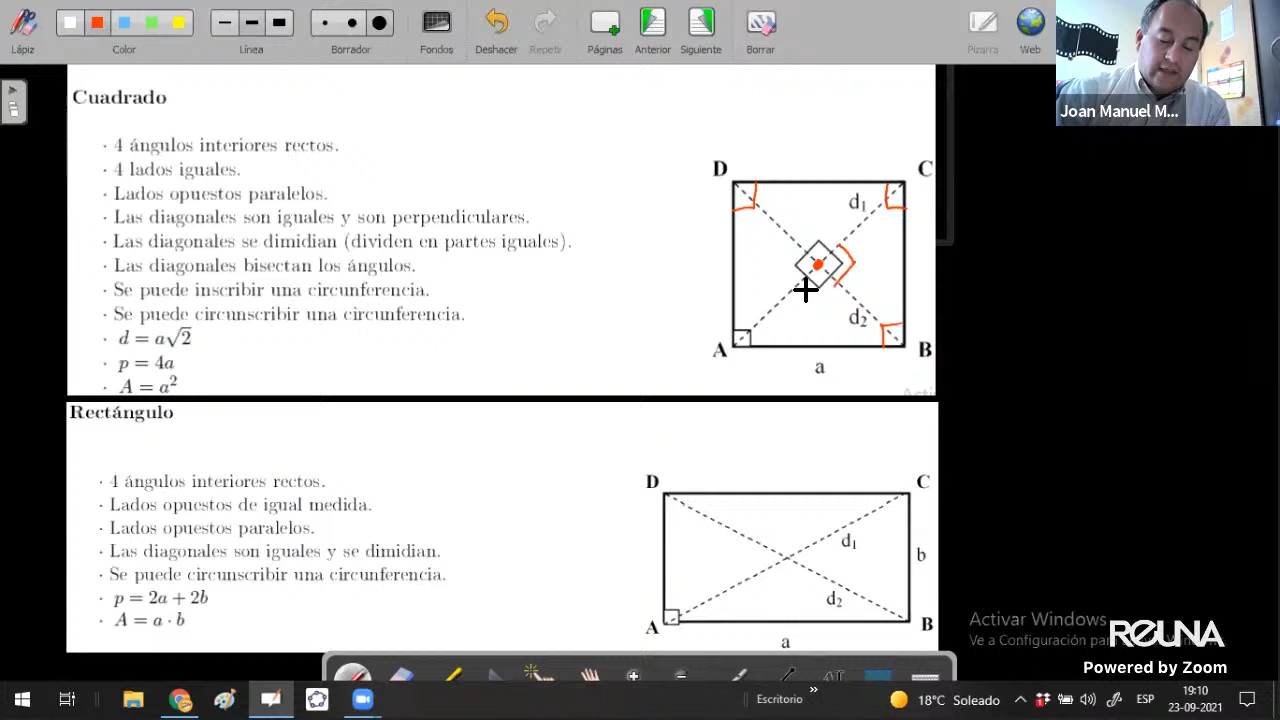 Lápiz
Color
Línea
Borrador
Fondos
Deshacer
Repetir
Páginas
Anterior
Siguiente
Borrar
Pizarra
Web
Joan Manuel M...
Cuadrado
· 4 ángulos interiores rectos.
· 4 lados iguales.
· Lados opuestos paralelos.
· Las diagonales son iguales y son perpendiculares.
· Las diagonales se dimidian (dividen en partes iguales).
· Las diagonales bisectan los ángulos.
· Se puede inscribir una circunferencia.
· Se puede circunscribir una circunferencia.
· d = a√2
· p = 4a
· A = a²
D
C
d₁
d₂
A
B
a
Acti
Rectángulo
· 4 ángulos interiores rectos.
· Lados opuestos de igual medida.
· Lados opuestos paralelos.
· Las diagonales son iguales y se dimidian.
· Se puede circunscribir una circunferencia.
· p = 2a + 2b
· A = a · b
D
C
d₁
b
d₂
A
B
a
Activar Windows
Ve a Configuración par
REUNA
Powered by Zoom
Escritorio
»
18°C Soleado
ESP
19:10
23-09-2021